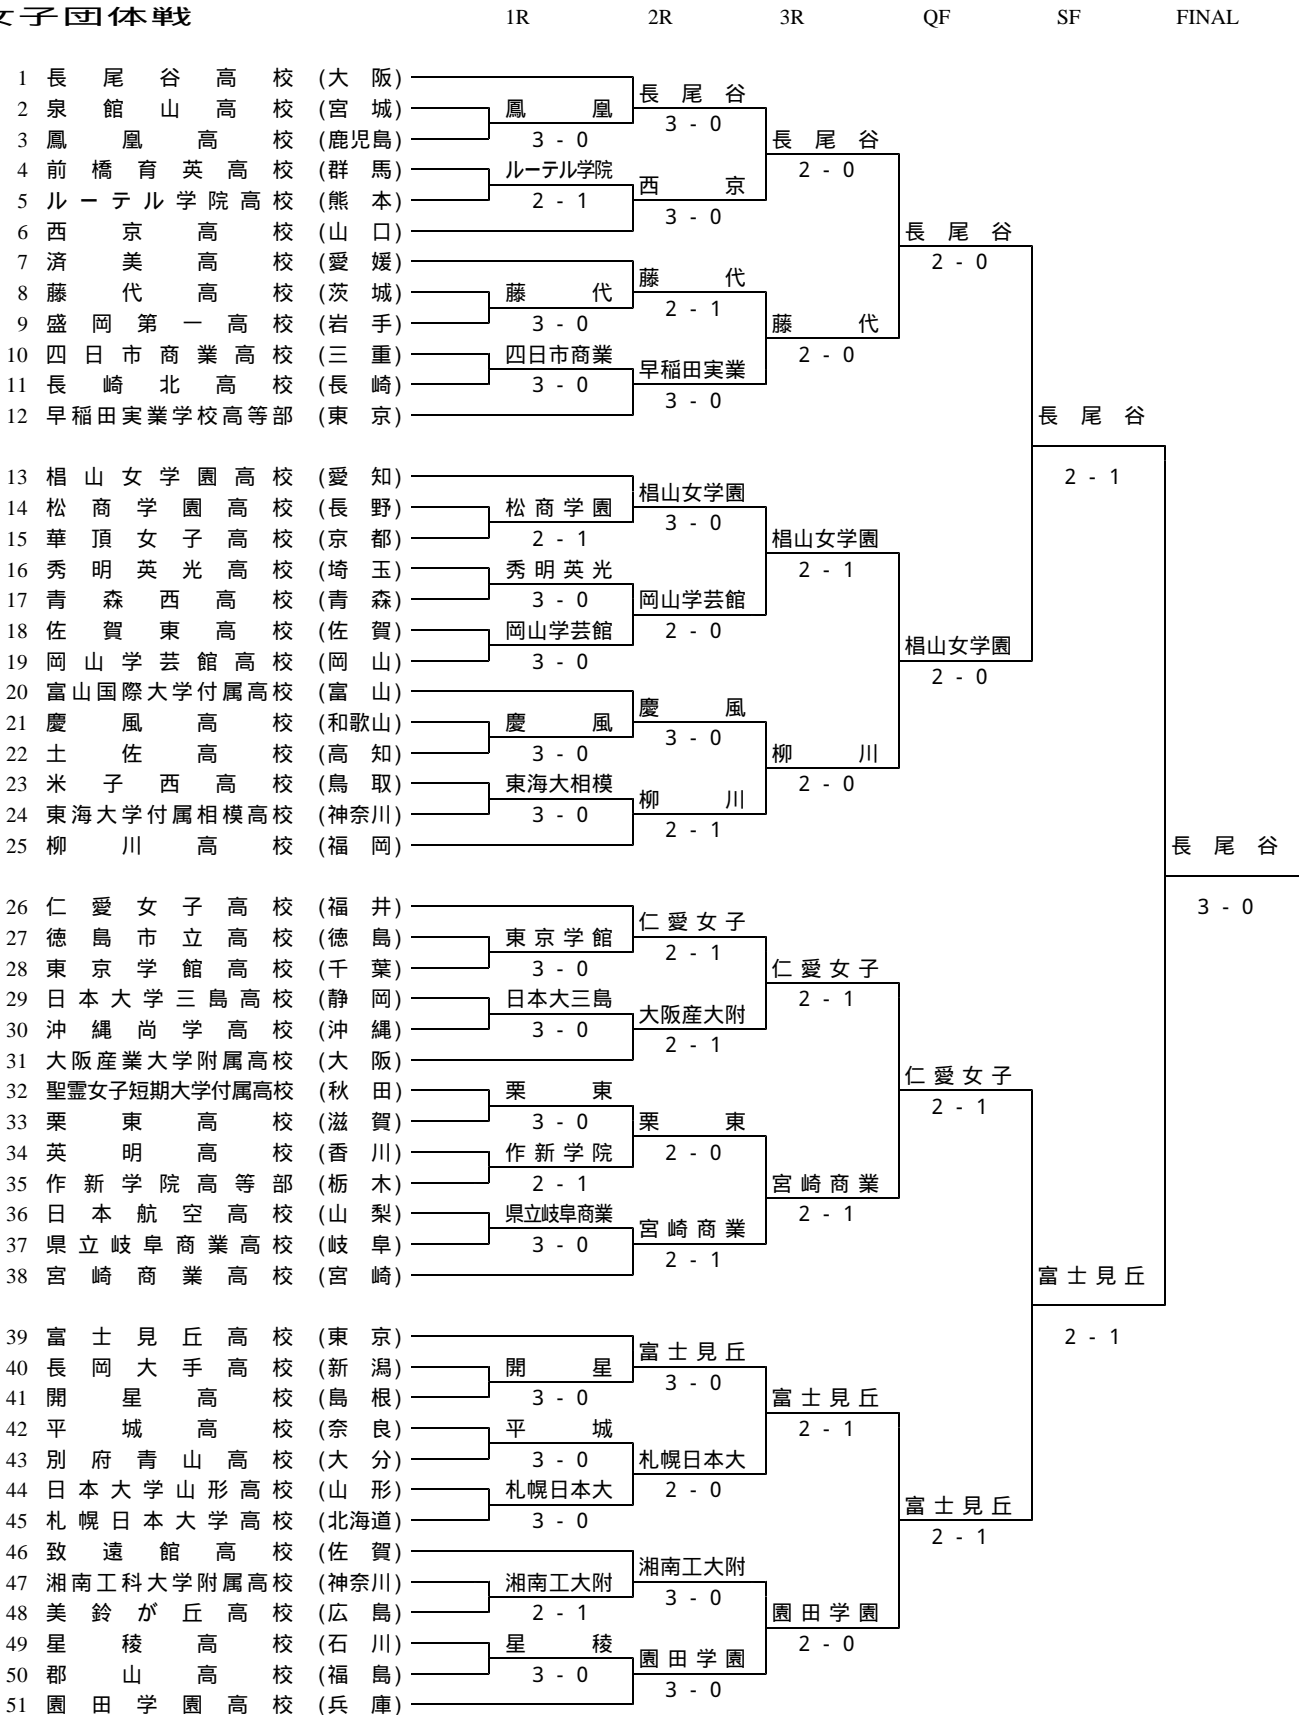 女子団体戦 1R 2R 3R QF SF FINAL
1 長尾谷高校 (大阪)
長尾谷
2 泉館山高校 (宮城) 鳳凰
3 - 0
3 鳳凰高校 (鹿児島) 3 - 0 長尾谷
4 前橋育英高校 (群馬) ルーテル学院 2 - 0
西京
5 ルーテル学院高校 (熊本) 2 - 1
3 - 0
6 西京高校 (山口) 長尾谷
7 済美高校 (愛媛) 2 - 0
藤代
8 藤代高校 (茨城) 藤代
2 - 1
9 盛岡第一高校 (岩手) 3 - 0 藤代
10 四日市商業高校 (三重) 四日市商業 2 - 0
早稲田実業
11 長崎北高校 (長崎) 3 - 0
3 - 0
12 早稲田実業学校高等部 (東京) 長尾谷
13 椙山女学園高校 (愛知) 2 - 1
椙山女学園
14 松商学園高校 (長野) 松商学園
3 - 0
15 華頂女子高校 (京都) 2 - 1 椙山女学園
16 秀明英光高校 (埼玉) 秀明英光 2 - 1
17 青森西高校 (青森) 3 - 0 岡山学芸館
18 佐賀東高校 (佐賀) 岡山学芸館 2 - 0
椙山女学園
19 岡山学芸館高校 (岡山) 3 - 0
2 - 0
20 富山国際大学付属高校 (富山)
慶風
21 慶風高校 (和歌山) 慶風
3 - 0
22 土佐高校 (高知) 3 - 0 柳川
23 米子西高校 (鳥取) 東海大相模 2 - 0
柳川
24 東海大学付属相模高校 (神奈川) 3 - 0
2 - 1
25 柳川高校 (福岡) 長尾谷
26 仁愛女子高校 (福井) 3 - 0
仁愛女子
27 徳島市立高校 (徳島) 東京学館
2 - 1
28 東京学館高校 (千葉) 3 - 0 仁愛女子
29 日本大学三島高校 (静岡) 日本大三島 2 - 1
大阪産大附
30 沖縄尚学高校 (沖縄) 3 - 0
2 - 1
31 大阪産業大学附属高校 (大阪)
仁愛女子
32 聖霊女子短期大学付属高校 (秋田) 栗東
2 - 1
33 栗東高校 (滋賀) 3 - 0 栗東
34 英明高校 (香川) 作新学院 2 - 0
35 作新学院高等部 (栃木) 2 - 1 宮崎商業
36 日本航空高校 (山梨) 県立岐阜商業 2 - 1
宮崎商業
37 県立岐阜商業高校 (岐阜) 3 - 0
2 - 1
38 宮崎商業高校 (宮崎) 富士見丘
39 富士見丘高校 (東京) 2 - 1
富士見丘
40 長岡大手高校 (新潟) 開星
3 - 0
41 開星高校 (島根) 3 - 0 富士見丘
42 平城高校 (奈良) 平城 2 - 1
43 別府青山高校 (大分) 3 - 0 札幌日本大
44 日本大学山形高校 (山形) 札幌日本大 2 - 0
富士見丘
45 札幌日本大学高校 (北海道) 3 - 0
2 - 1
46 致遠館高校 (佐賀)
湘南工大附
47 湘南工科大学附属高校 (神奈川) 湘南工大附
3 - 0
48 美鈴が丘高校 (広島) 2 - 1 園田学園
49 星稜高校 (石川) 星稜 2 - 0
園田学園
50 郡山高校 (福島) 3 - 0
3 - 0
51 園田学園高校 (兵庫)